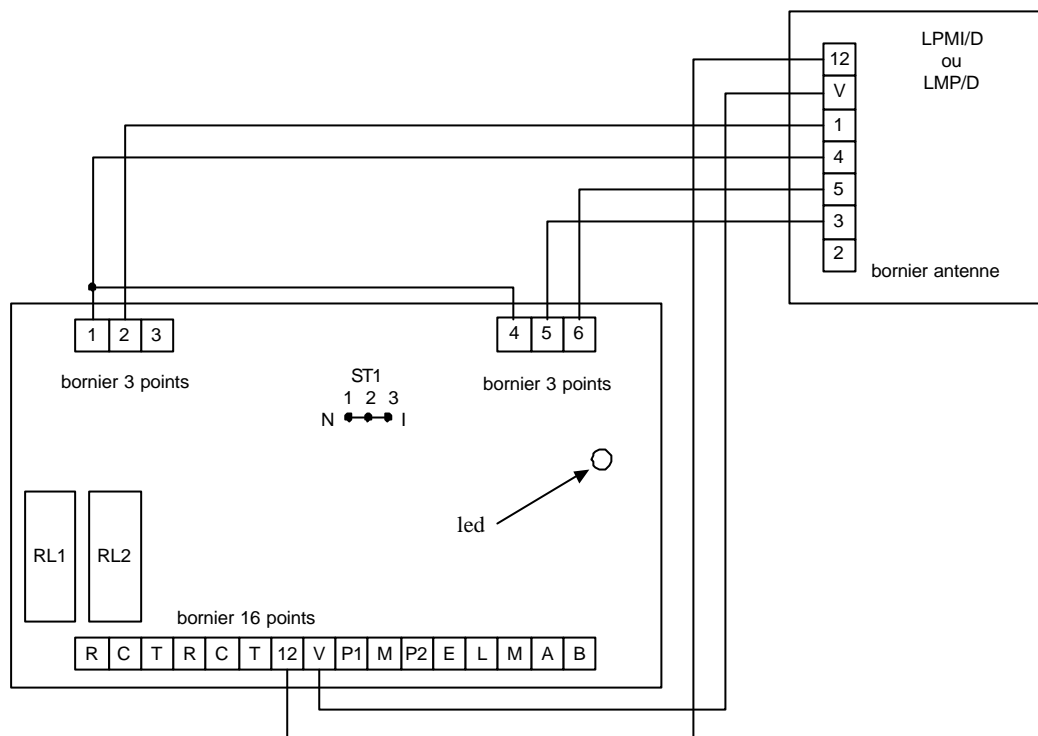 LPMI/D
ou
LMP/D
12
V
1
4
5
3
2
bornier antenne
1 2 3
4 5 6
bornier 3 points
bornier 3 points
ST1
1 2 3
N I
led
RL1 RL2
bornier 16 points
R C T R C T 12 V P1 M P2 E L M A B